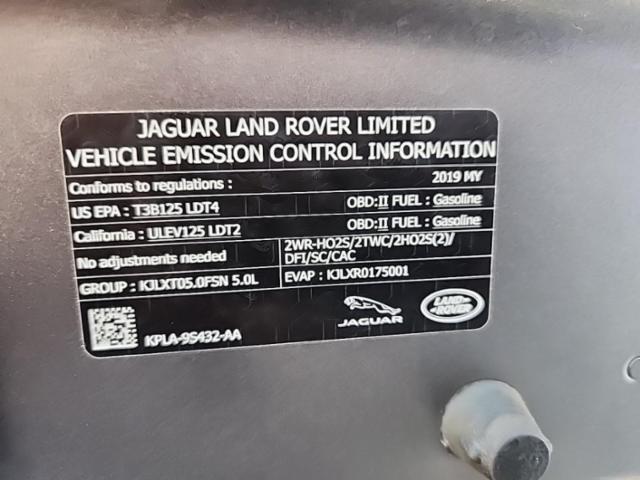 JAGUAR LAND ROVER LIMITED
VEHICLE EMISSION CONTROL INFORMATION
Conforms to regulations : 2019 MY
US EPA : T3B125 LDT4 OBD:II FUEL : Gasoline
California : ULEV125 LDT2 OBD:II FUEL : Gasoline
No adjustments needed 2WR-HO2S/2TWC/2HO2S(2)/
DFI/SC/CAC
GROUP : KJLXT05.0FSN 5.0L EVAP : KJLXR0175001
KPLA-9S432-AA JAGUAR LAND-
ROVER